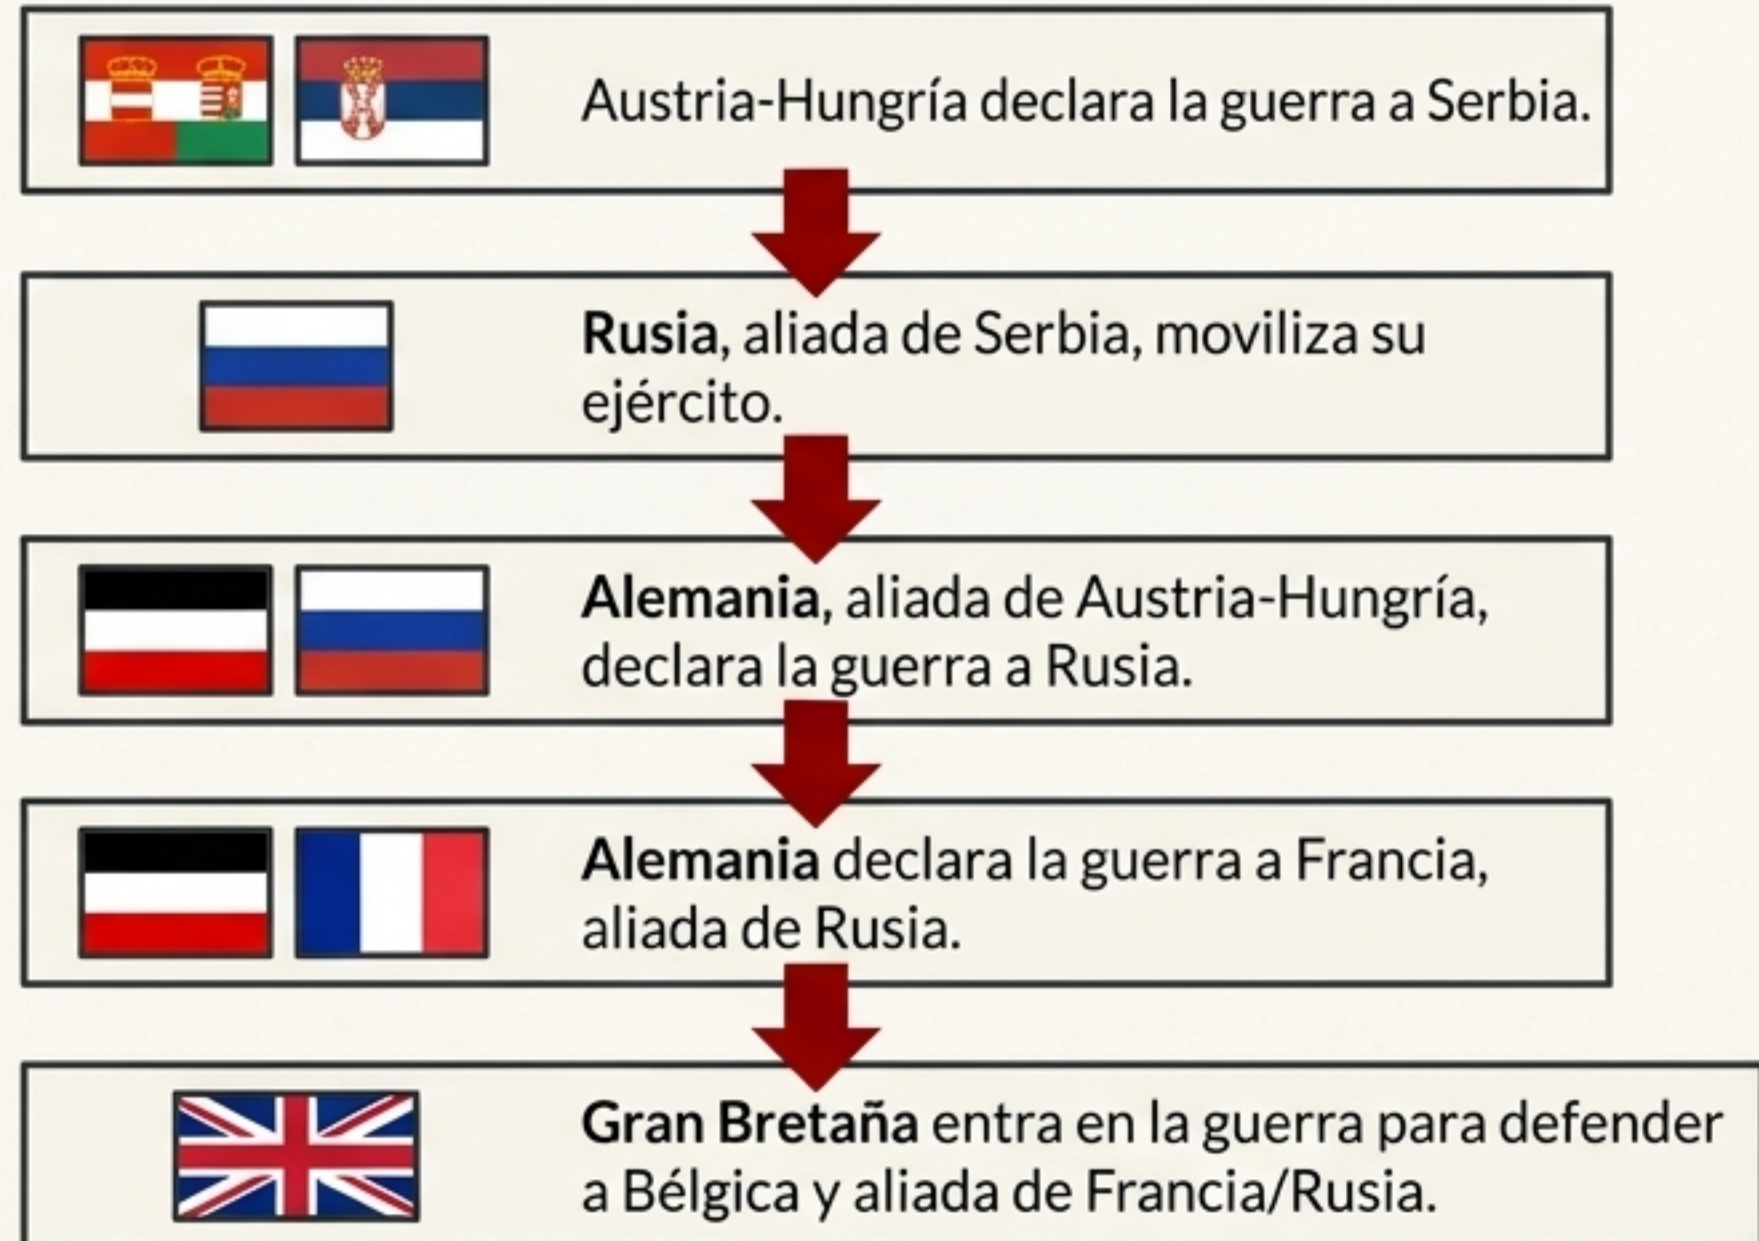 Austria-Hungría declara la guerra a Serbia.
Rusia, aliada de Serbia, moviliza su
ejército.
Alemania, aliada de Austria-Hungría,
declara la guerra a Rusia.
Alemania declara la guerra a Francia,
aliada de Rusia.
Gran Bretaña entra en la guerra para defender
a Bélgica y aliada de Francia/Rusia.